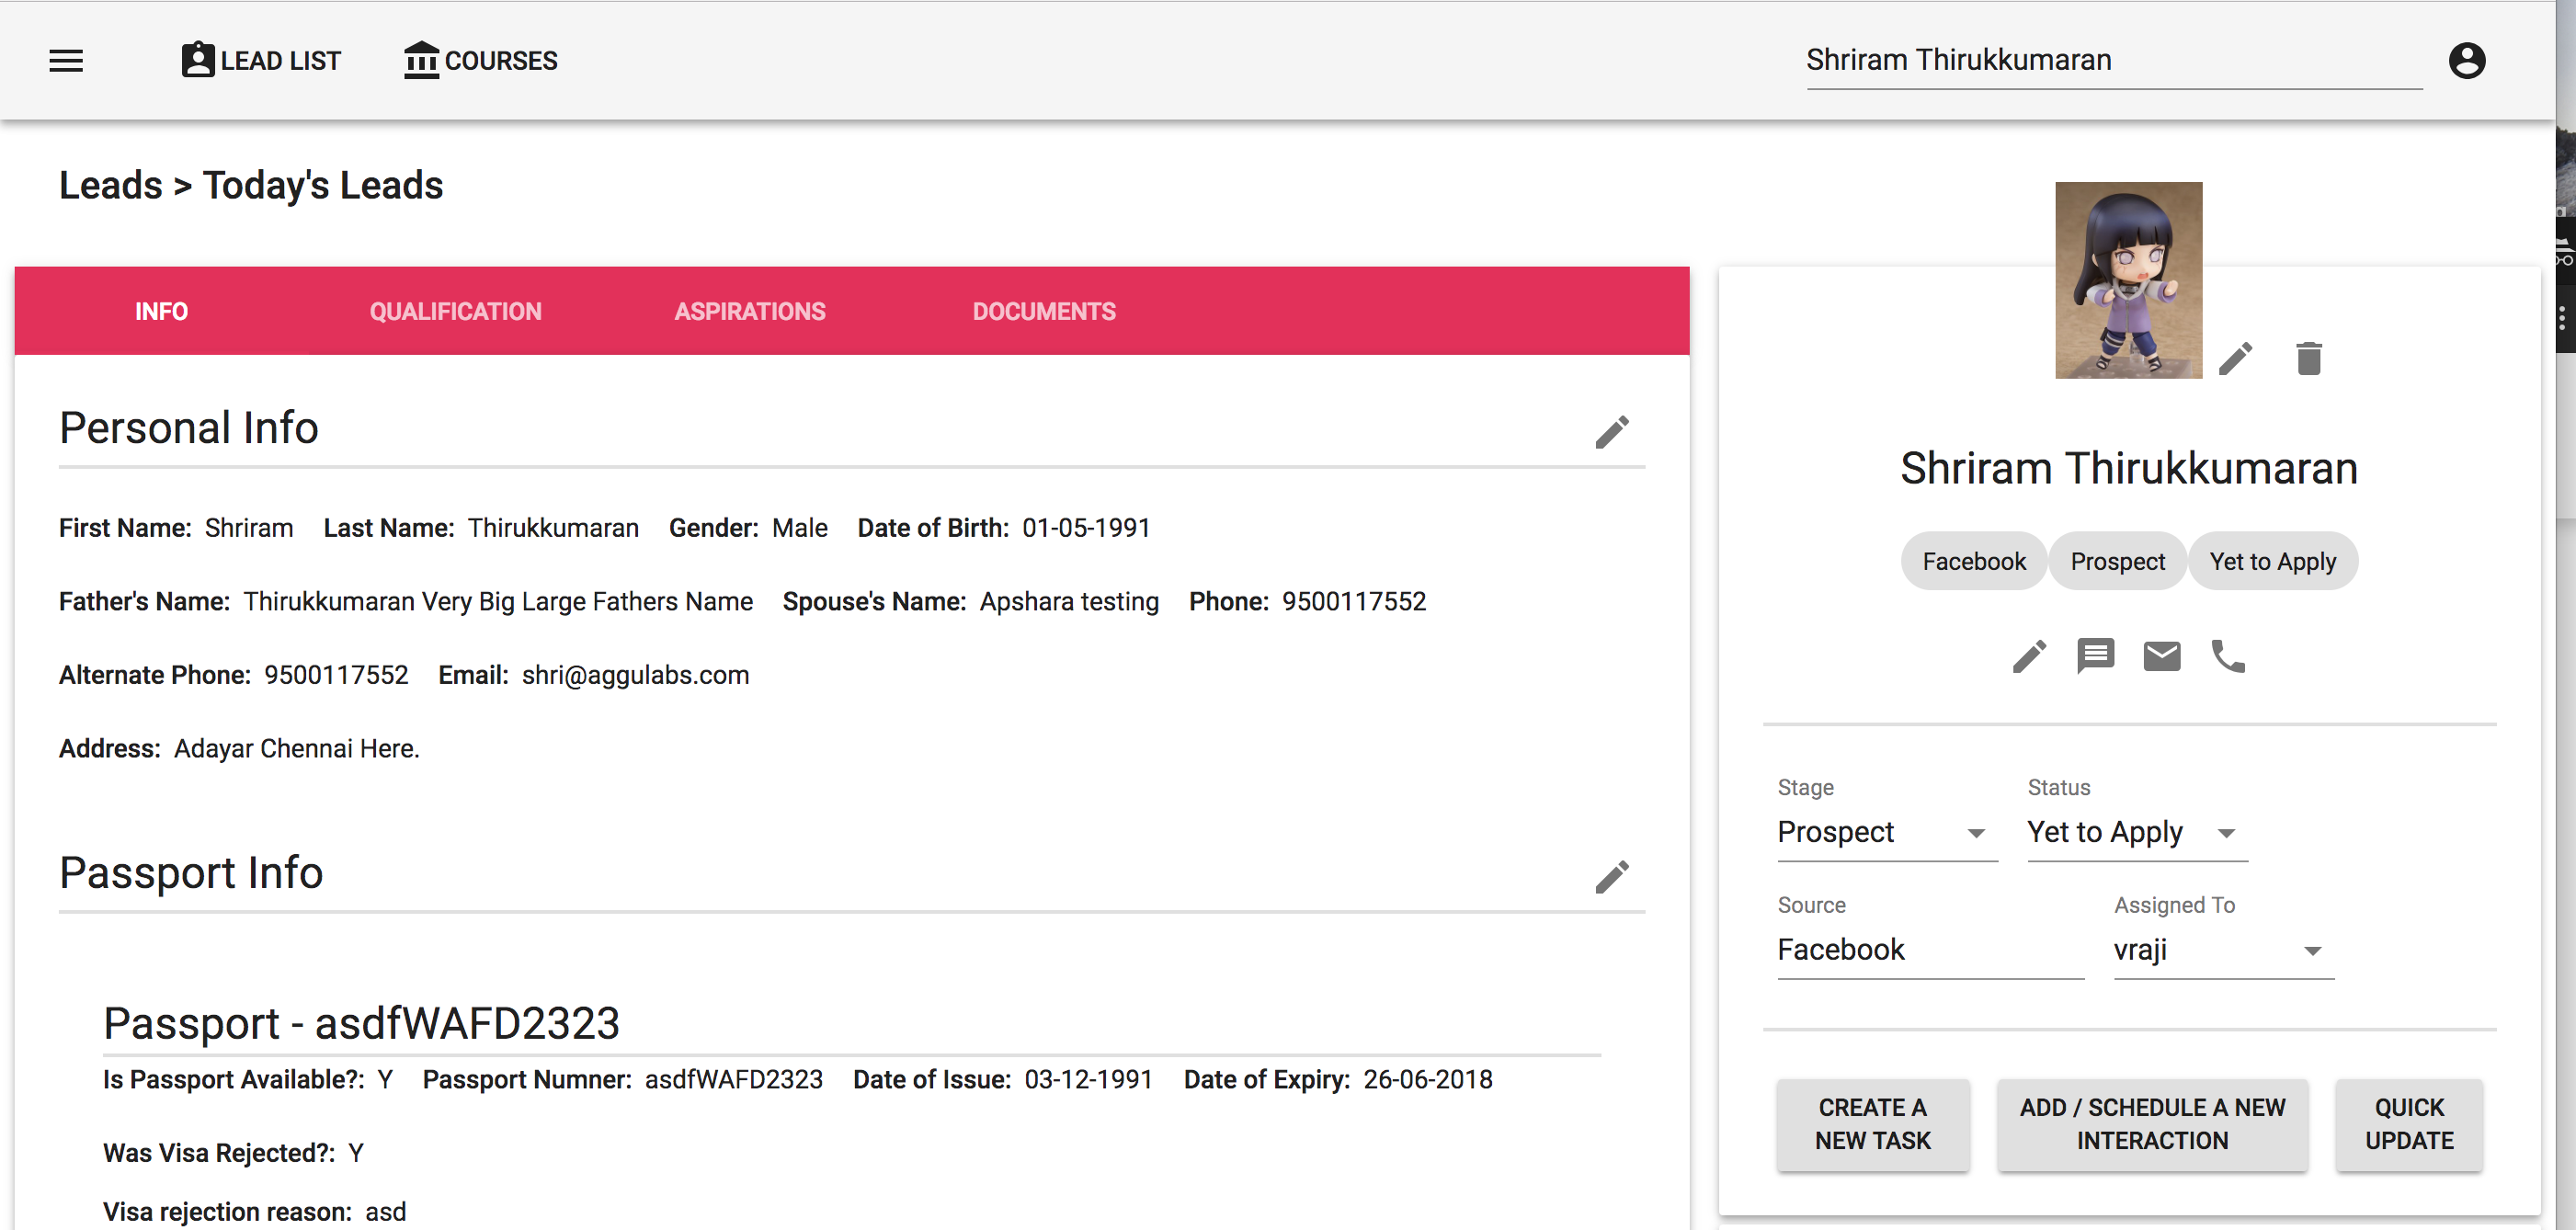 LEAD LIST COURSES Shriram Thirukkumaran
Leads > Today's Leads
INFO QUALIFICATION ASPIRATIONS DOCUMENTS
Personal Info
First Name: Shriram Last Name: Thirukkumaran Gender: Male Date of Birth: 01-05-1991
Father's Name: Thirukkumaran Very Big Large Fathers Name Spouse's Name: Apshara testing Phone: 9500117552
Alternate Phone: 9500117552 Email: shri@aggulabs.com
Address: Adayar Chennai Here.
Passport Info
Passport - asdfWAFD2323
Is Passport Available?: Y Passport Numner: asdfWAFD2323 Date of Issue: 03-12-1991 Date of Expiry: 26-06-2018
Was Visa Rejected?: Y
Visa rejection reason: asd
Shriram Thirukkumaran
Facebook Prospect Yet to Apply
Stage Status
Prospect Yet to Apply
Source Assigned To
Facebook vraji
CREATE A
NEW TASK
ADD / SCHEDULE A NEW
INTERACTION
QUICK
UPDATE